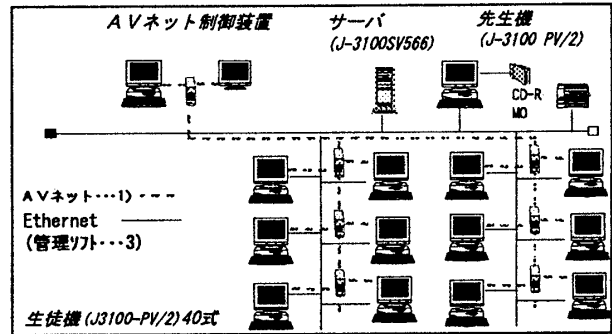 AVネット制御装置
サーバ
(J-3100SV566)
先生機
(J-3100 PV/2)
CD-R
MO
AVネット・・・1)
Ethernet
(管理ソフト・・・3)
生徒機(J3100-PV/2)40式